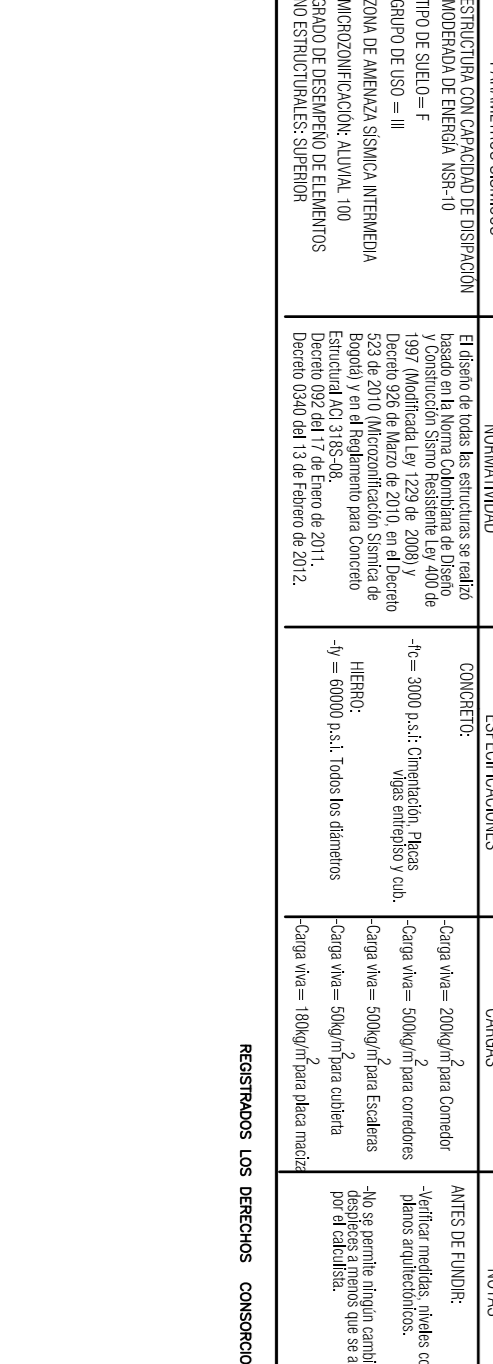 PARÁMETROS SÍSMICOS
ESTRUCTURA CON CAPACIDAD DE DISIPACIÓN
MODERADA DE ENERGÍA NSR-10
TIPO DE SUELO= F
GRUPO DE USO = III
ZONA DE AMENAZA SÍSMICA INTERMEDIA
MICROZONIFICACIÓN: ALUVIAL 100
GRADO DE DESEMPEÑO DE ELEMENTOS
NO ESTRUCTURALES: SUPERIOR
NORMATIVIDAD
El diseño de todas las estructuras se realizó
basado en la Norma Colombiana de Diseño
y Construcción Sismo Resistente Ley 400 de
1997 (Modificada Ley 1229 de 2008) y
Decreto 926 de Marzo de 2010, en el Decreto
523 de 2010 (Microzonificación Sísmica de
Bogotá) y en el Reglamento para Concreto
Estructural ACI 318S-08.
Decreto 092 del 17 de Enero de 2011.
Decreto 0340 del 13 de Febrero de 2012.
ESPECIFICACIONES
CONCRETO:
-f'c= 3000 p.s.i: Cimentación, Placas
vigas entrepiso y cub.
HIERRO:
-fy = 60000 p.s.i. Todos los diámetros
CARGAS
-Carga viva= 200kg/m² para Comedor
-Carga viva= 500kg/m² para corredores
-Carga viva= 500kg/m² para Escaleras
-Carga viva= 50kg/m² para cubierta
-Carga viva= 180kg/m² para placa maciza
NOTAS
ANTES DE FUNDIR:
-Verificar medidas, niveles co
planos arquitectónicos.
-No se permite ningún cambi
despieces a menos que se a
por el calculista.
REGISTRADOS LOS DERECHOS CONSORCIO